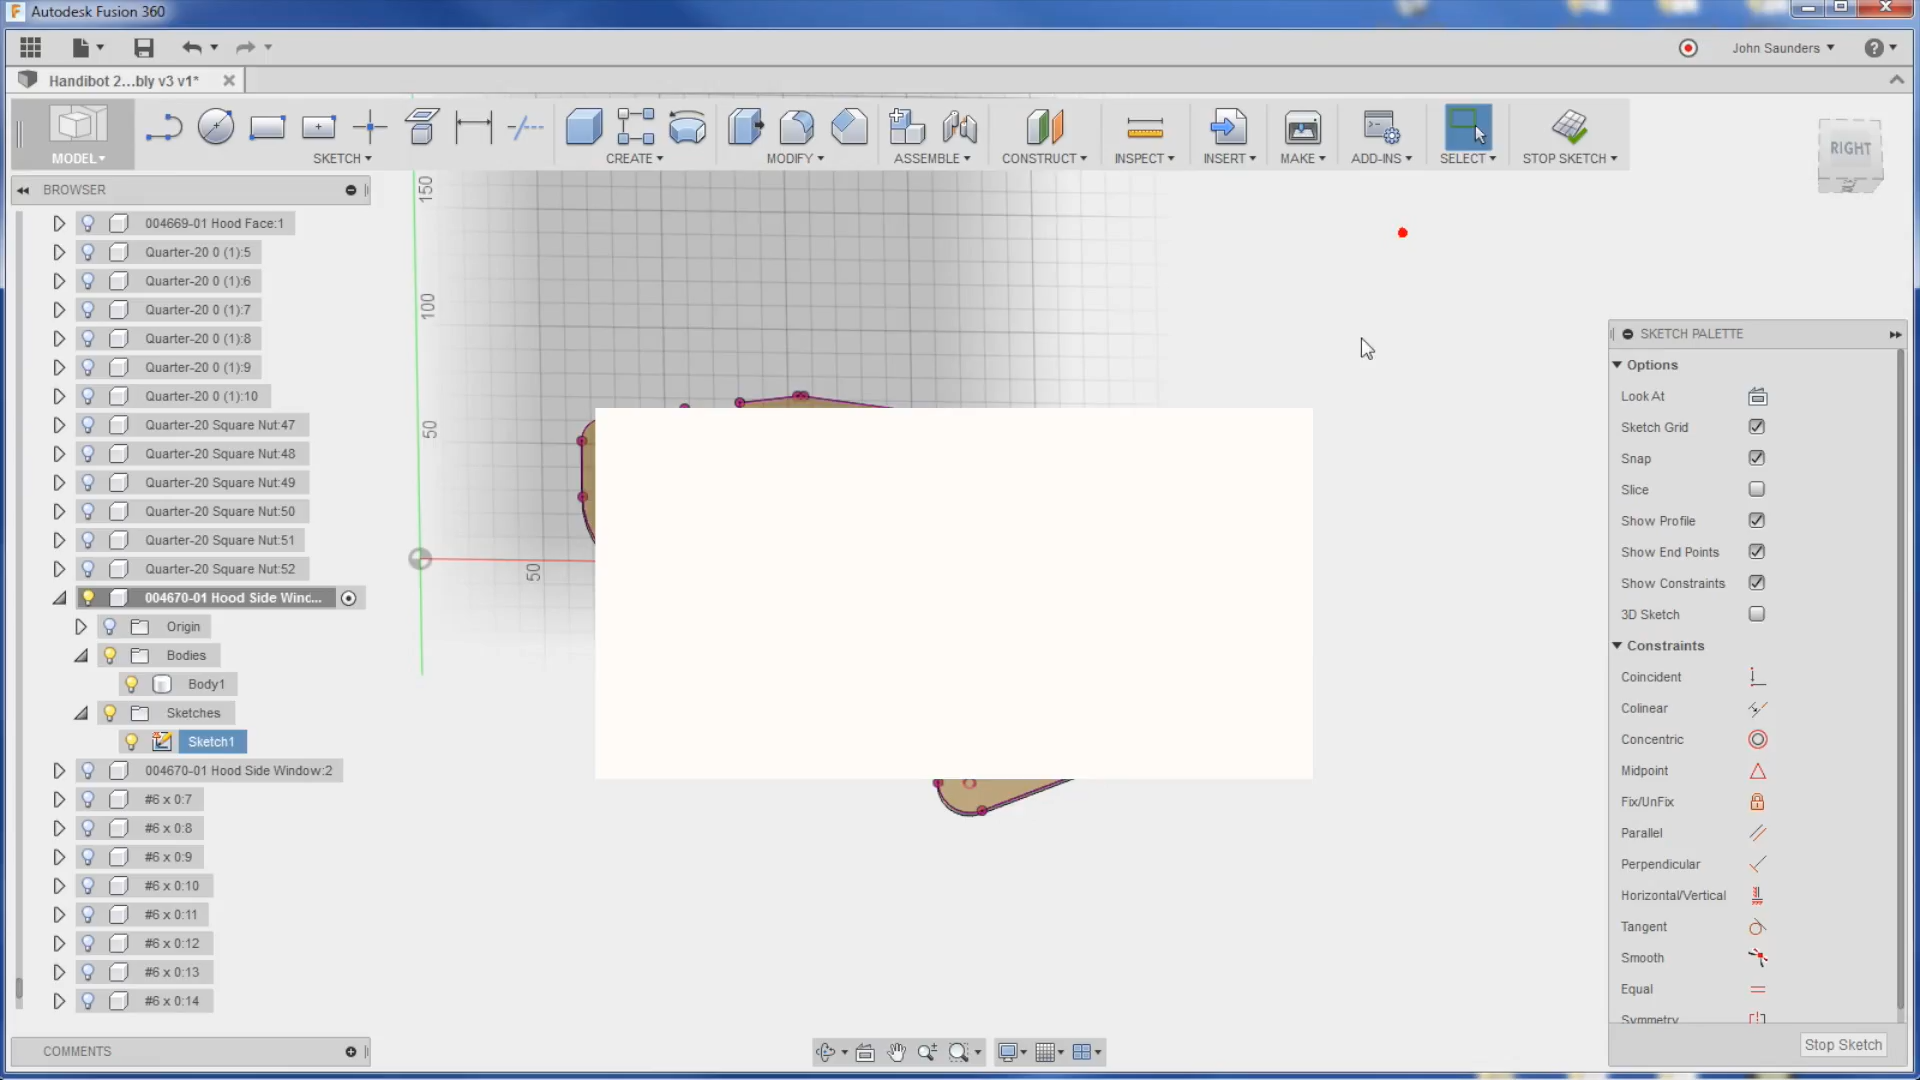 Autodesk Fusion 360
John Saunders
Handibot 2...bly v3 v1*
MODEL
SKETCH
CREATE
MODIFY
ASSEMBLE
CONSTRUCT
INSPECT
INSERT
MAKE
ADD-INS
SELECT
STOP SKETCH
RIGHT
BROWSER
004669-01 Hood Face:1
Quarter-20 0 (1):5
Quarter-20 0 (1):6
Quarter-20 0 (1):7
Quarter-20 0 (1):8
Quarter-20 0 (1):9
Quarter-20 0 (1):10
Quarter-20 Square Nut:47
Quarter-20 Square Nut:48
Quarter-20 Square Nut:49
Quarter-20 Square Nut:50
Quarter-20 Square Nut:51
Quarter-20 Square Nut:52
004670-01 Hood Side Winc...
Origin
Bodies
Body1
Sketches
Sketch1
004670-01 Hood Side Window:2
#6 x 0:7
#6 x 0:8
#6 x 0:9
#6 x 0:10
#6 x 0:11
#6 x 0:12
#6 x 0:13
#6 x 0:14
COMMENTS
150
100
50
50
SKETCH PALETTE
Options
Look At
Sketch Grid
Snap
Slice
Show Profile
Show End Points
Show Constraints
3D Sketch
Constraints
Coincident
Colinear
Concentric
Midpoint
Fix/UnFix
Parallel
Perpendicular
Horizontal/Vertical
Tangent
Smooth
Equal
Symmetry
Stop Sketch